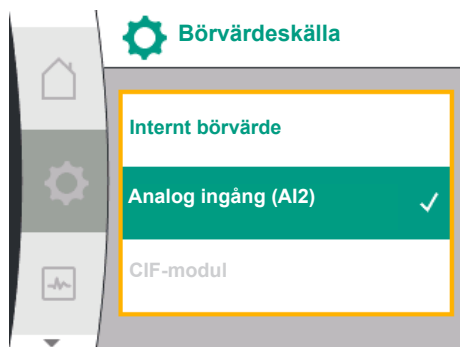 Börvärdeskälla
Internt börvärde
Analog ingång (AI2)
CIF-modul